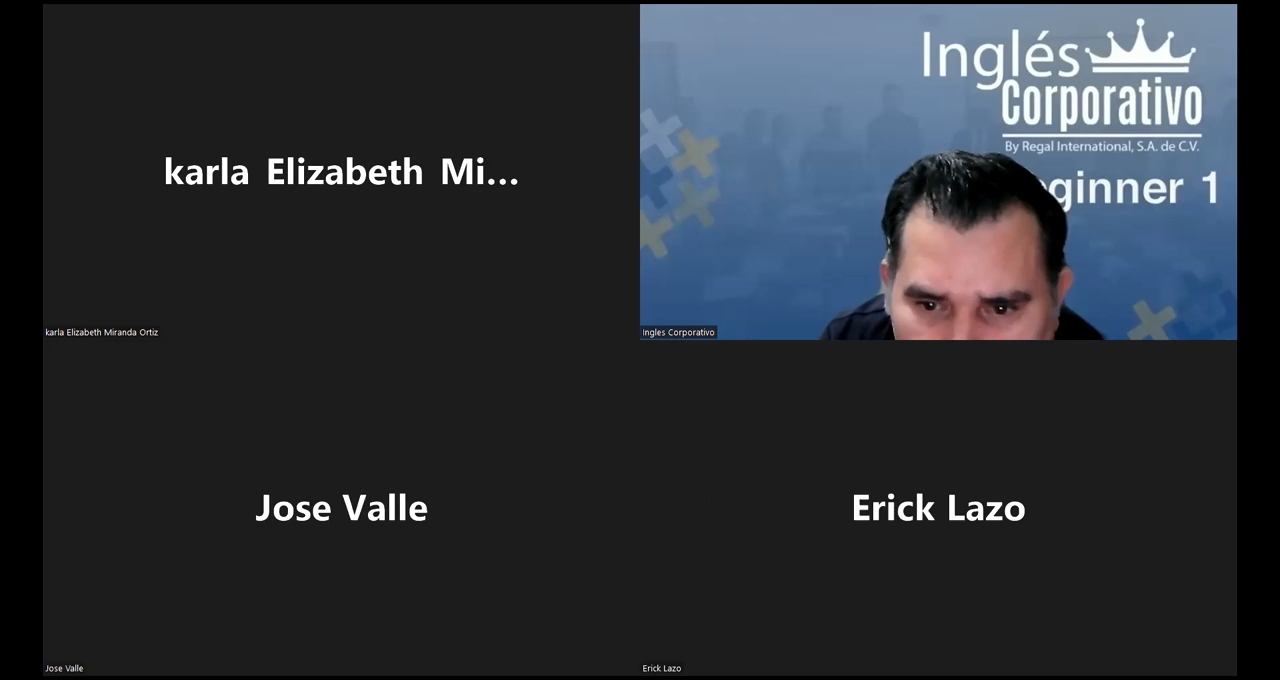 karla Elizabeth Mi...
karla Elizabeth Miranda Ortiz
Inglés
Corporativo
By Regal International, S.A. de C.V.
ginner 1
Ingles Corporativo
Jose Valle
Jose Valle
Erick Lazo
Erick Lazo